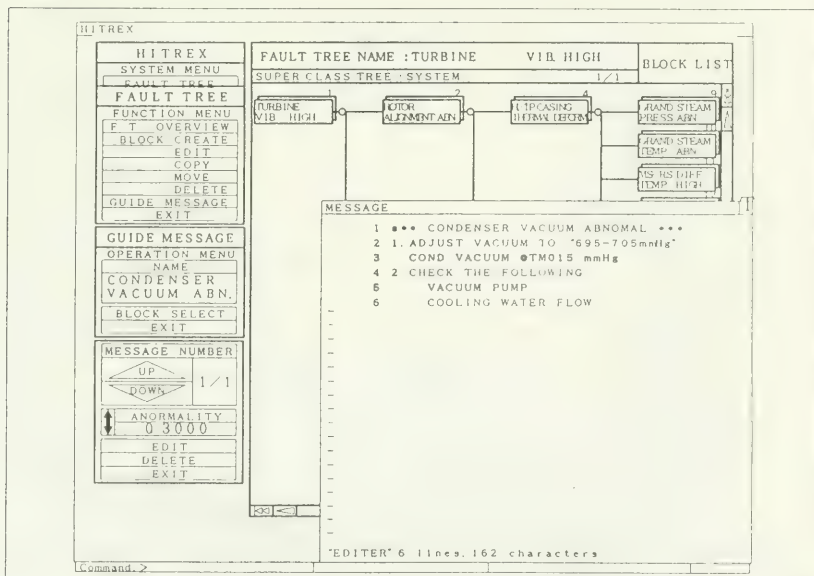 HITREX
HITREX
SYSTEM MENU
FAULT TREE
FAULT TREE
FUNCTION MENU
F T OVERVIEW
BLOCK CREATE
EDIT
COPY
MOVE
DELETE
GUIDE MESSAGE
EXIT
GUIDE MESSAGE
OPERATION MENU
NAME
CONDENSER
VACUUM ABN.
BLOCK SELECT
EXIT
MESSAGE NUMBER
UP
DOWN
1/1
ANORMALITY
0.3000
EDIT
DELETE
EXIT
FAULT TREE NAME :TURBINE VIB. HIGH
BLOCK LIST
SUPER CLASS TREE :SYSTEM 1/1
1
TURBINE
VIB HIGH
2
ROTOR
ALIGNMENT ABN
4
CASING
THERMAL DEFORM
9
GRAND STEAM
PRESS ABN
GRAND STEAM
TEMP ABN
MS RS DIFF
TEMP HIGH
MESSAGE
1 *** CONDENSER VACUUM ABNOMAL ***
2 1. ADJUST VACUUM TO "695-705mmHg"
3 COND VACUUM @TM015 mmHg
4 2 CHECK THE FOLLOWING
5 VACUUM PUMP
6 COOLING WATER FLOW
"EDITER" 6 lines, 162 characters
Command. >